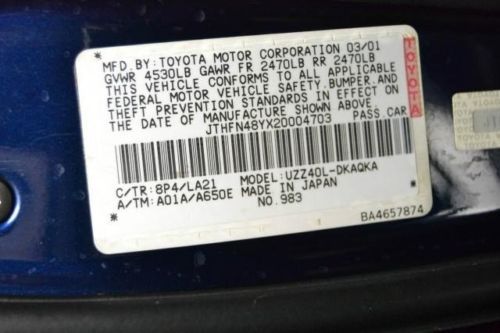 MFD.BY:TOYOTA MOTOR CORPORATION 03/01
GVWR 4530LB GAWR FR 2470LB RR 2470LB
THIS VEHICLE CONFORMS TO ALL APPLICABLE
FEDERAL MOTOR VEHICLE SAFETY,BUMPER,AND
THEFT PREVENTION STANDARDS IN EFFECT ON
THE DATE OF MANUFACTURE SHOWN ABOVE.
JTHFN48YX20004703 PASS.CAR
C/TR:8P4/LA21 MODEL:UZZ40L-DKAQKA
A/TM:A01A/A650E MADE IN JAPAN
NO.983
BA4657874
TOYOTA